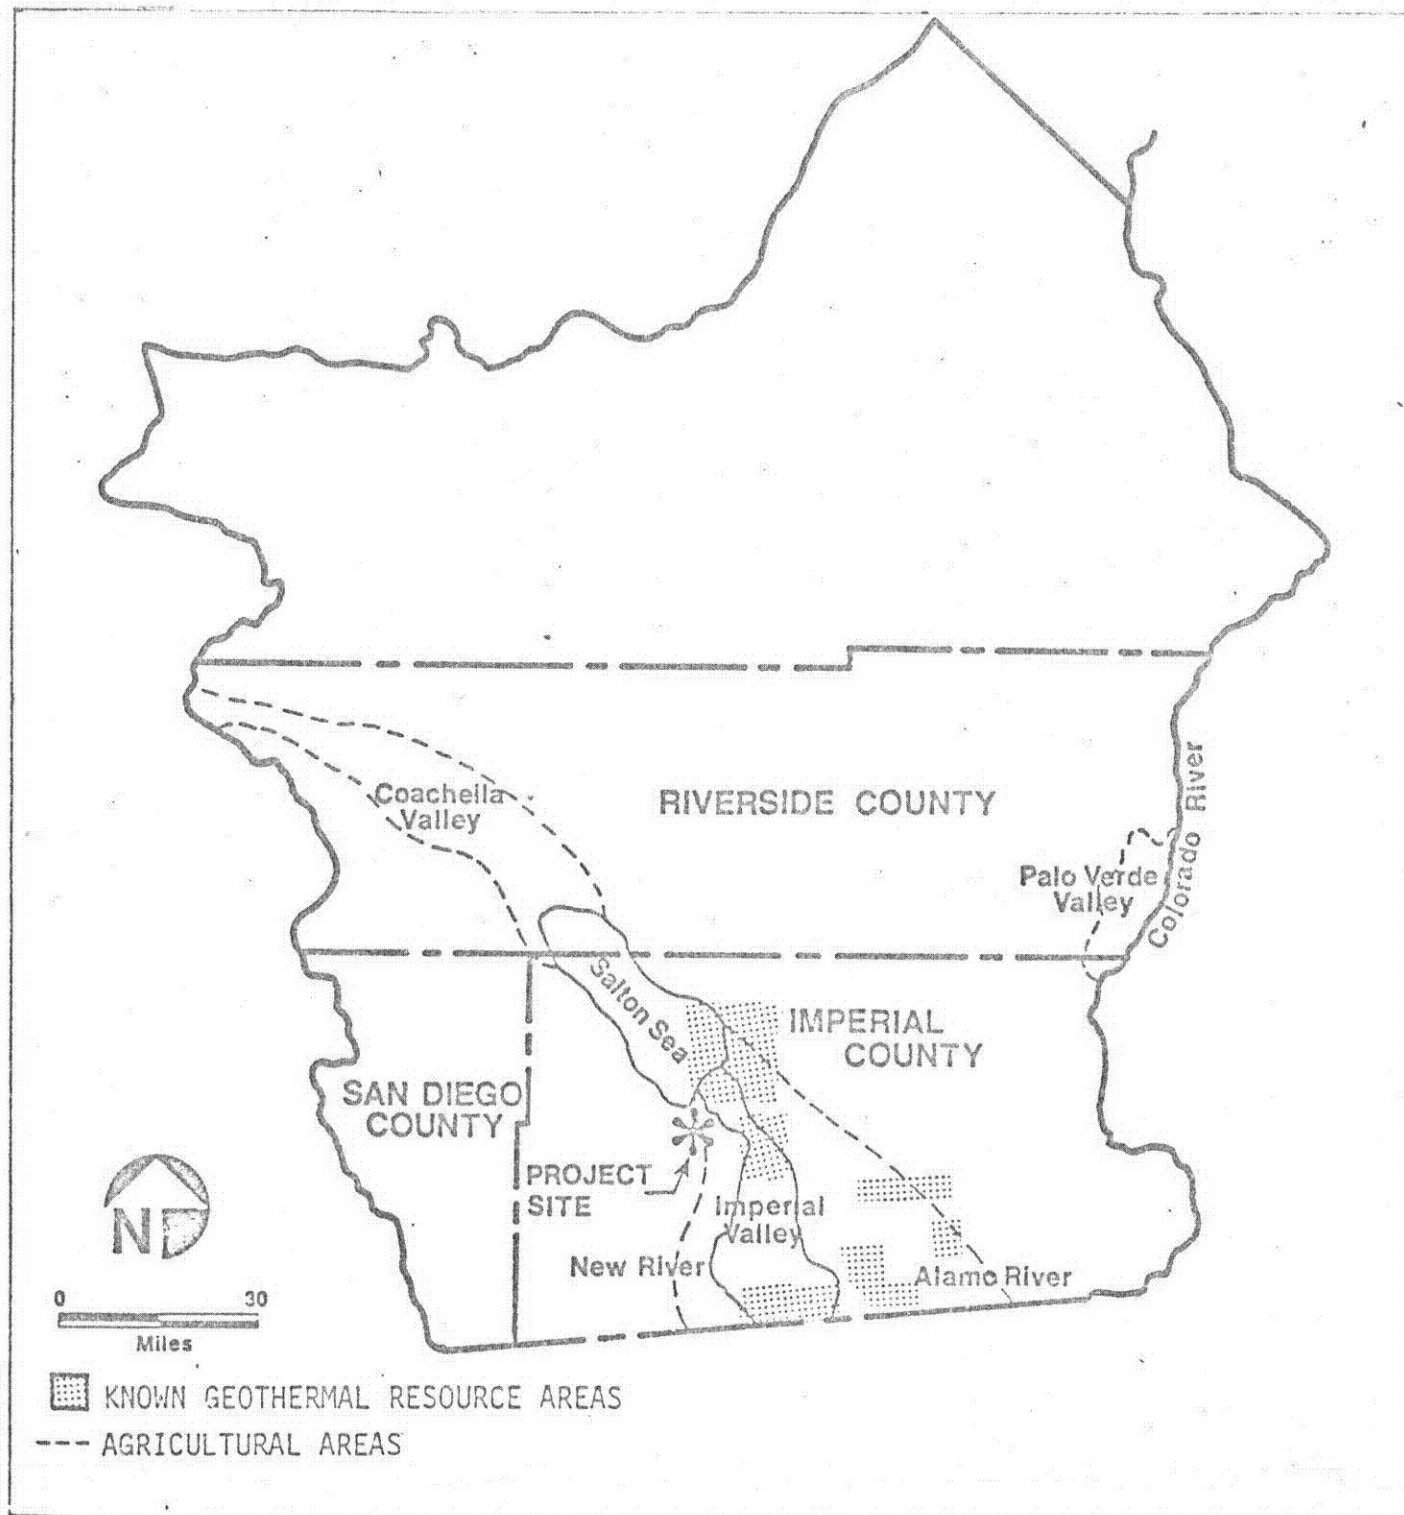 Coachella
Valley
RIVERSIDE COUNTY
Colorado River
Palo Verde
Valley
Salton Sea
IMPERIAL
COUNTY
SAN DIEGO
COUNTY
PROJECT
SITE
Imperial
Valley
New River
Alamo River
N
0 30
Miles
KNOWN GEOTHERMAL RESOURCE AREAS
AGRICULTURAL AREAS